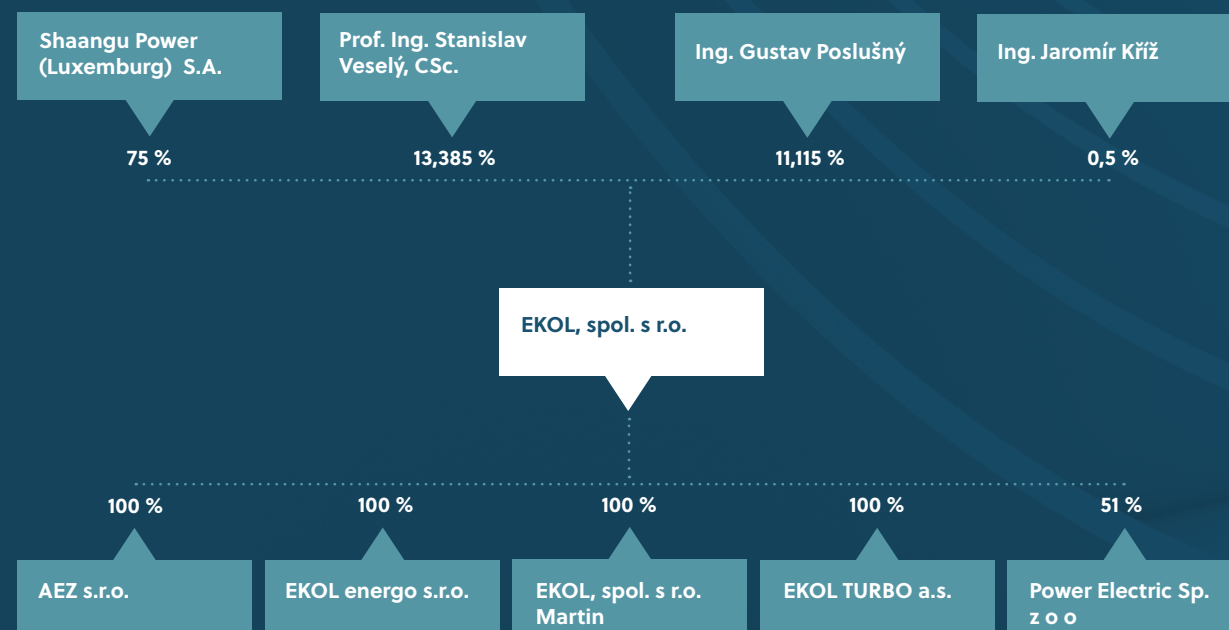 Shaangu Power
(Luxemburg) S.A.
Prof. Ing. Stanislav
Veselý, CSc.
Ing. Gustav Poslušný
Ing. Jaromír Kříž
75 %
13,385 %
11,115 %
0,5 %
EKOL, spol. s r.o.
100 %
100 %
100 %
100 %
51 %
AEZ s.r.o.
EKOL energo s.r.o.
EKOL, spol. s r.o.
Martin
EKOL TURBO a.s.
Power Electric Sp.
z o o